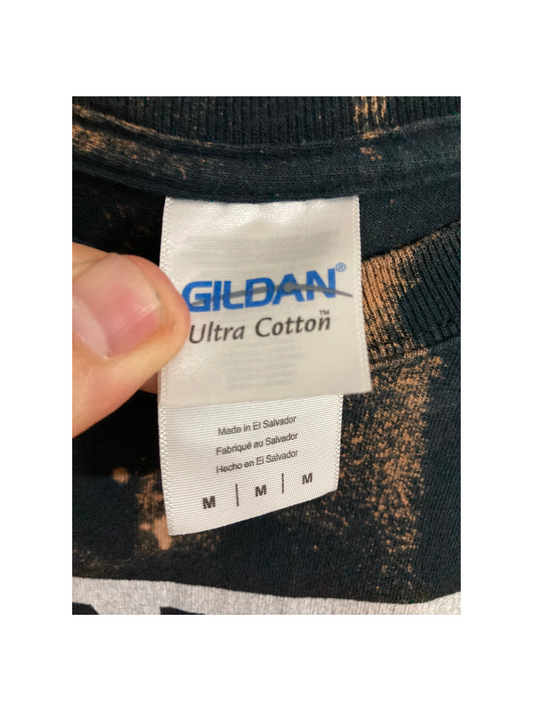 GILDAN®
Ultra Cotton™
Made in El Salvador
Fabriqué au Salvador
Hecho en El Salvador
M | M | M